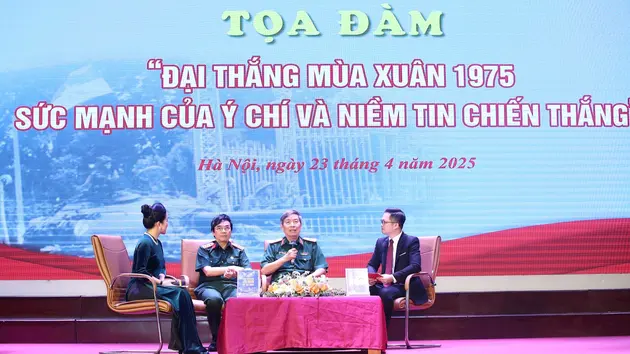 TỌA ĐÀM
“ĐẠI THẮNG MÙA XUÂN 1975
SỨC MẠNH CỦA Ý CHÍ VÀ NIỀM TIN CHIẾN THẮNG”
Hà Nội, ngày 23 tháng 4 năm 2025